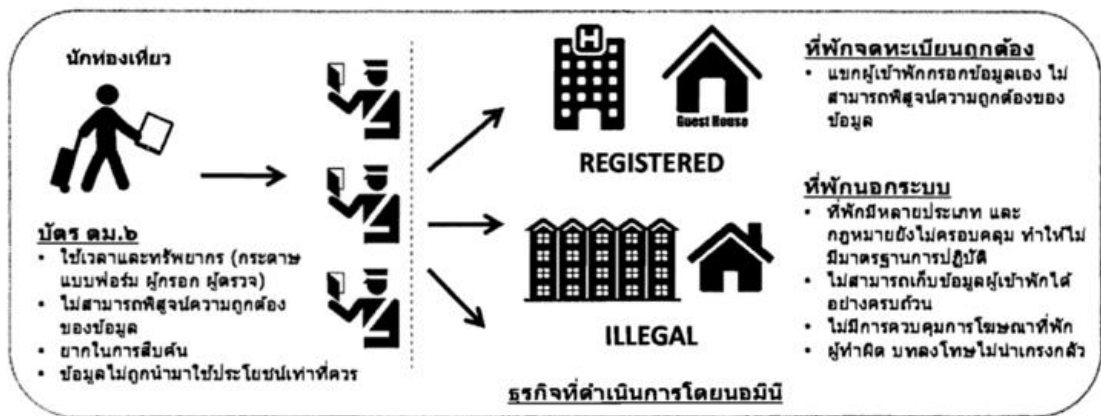 นักท่องเที่ยว
บัตร ตม.๖
• ใช้เวลาและทรัพยากร (กระดาษ
แบบฟอร์ม ผู้กรอก ผู้ตรวจ)
• ไม่สามารถพิสูจน์ความถูกต้อง
ของข้อมูล
• ยากในการสืบค้น
• ข้อมูลไม่ถูกนำมาใช้ประโยชน์เท่าที่ควร
H
Guest House
REGISTERED
ILLEGAL
ธุรกิจที่ดำเนินการโดยนอมินี
ที่พักจดทะเบียนถูกต้อง
• แขกผู้เข้าพักกรอกข้อมูลเอง ไม่
สามารถพิสูจน์ความถูกต้องของ
ข้อมูล
ที่พักนอกระบบ
• ที่พักมีหลายประเภท และ
กฎหมายยังไม่ครอบคลุม ทำให้ไม่
มีมาตรฐานการปฏิบัติ
• ไม่สามารถเก็บข้อมูลผู้เข้าพักได้
อย่างครบถ้วน
• ไม่มีการควบคุมการโฆษณาที่พัก
• ผู้ทำผิด บทลงโทษไม่น่าเกรงกลัว